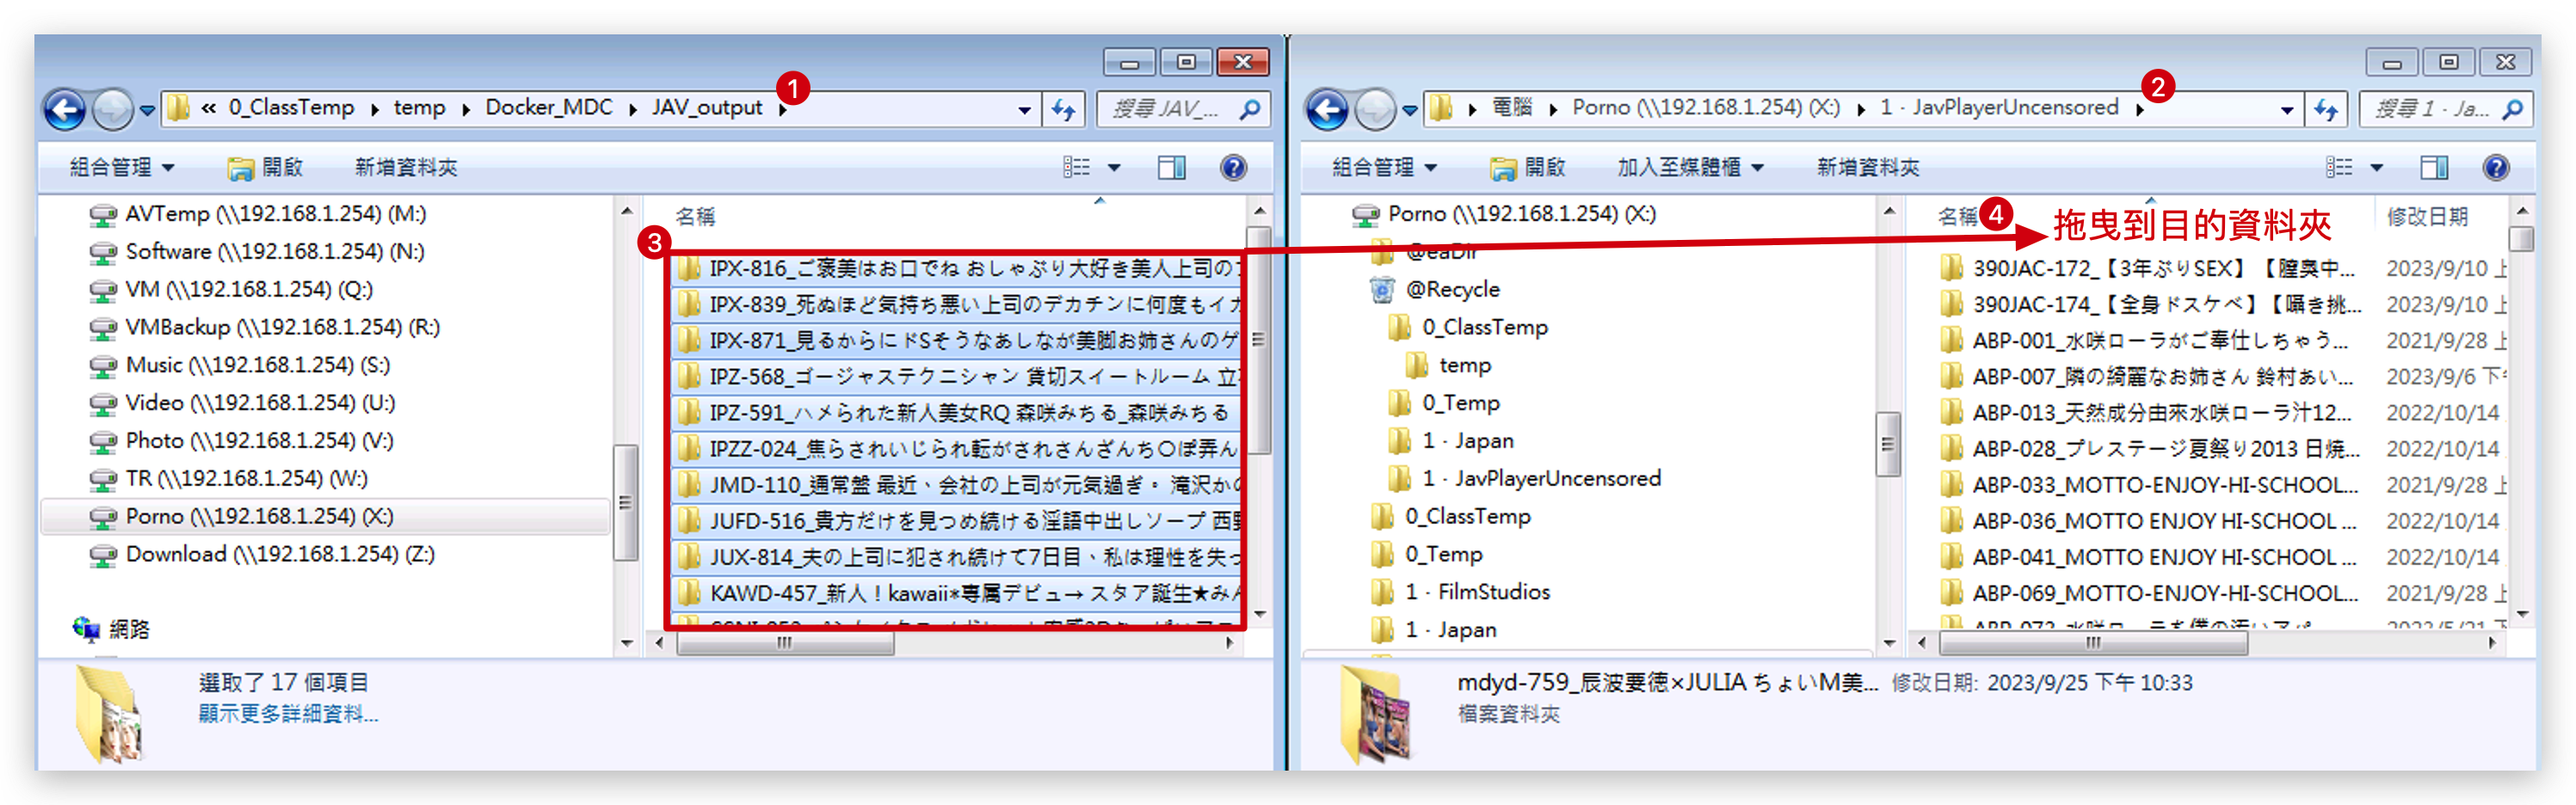 1
« 0_ClassTemp ▸ temp ▸ Docker_MDC ▸ JAV_output ▸
搜尋 JAV_...
組合管理 開啟 新增資料夾
AVTemp (\\192.168.1.254) (M:)
Software (\\192.168.1.254) (N:)
VM (\\192.168.1.254) (Q:)
VMBackup (\\192.168.1.254) (R:)
Music (\\192.168.1.254) (S:)
Video (\\192.168.1.254) (U:)
Photo (\\192.168.1.254) (V:)
TR (\\192.168.1.254) (W:)
Porno (\\192.168.1.254) (X:)
Download (\\192.168.1.254) (Z:)
網路
名稱
3
IPX-816_ご褒美はお口でね おしゃぶり大好き美人上司の
IPX-839_死ぬほど気持ち悪い上司のデカチンに何度もイカ
IPX-871_見るからにドSそうなあしなが美脚お姉さんのゲ
IPZ-568_ゴージャステクニシャン 貸切スイートルーム 立
IPZ-591_ハメられた新人美女RQ 森咲みちる_森咲みちる
IPZZ-024_焦らされいじられ転がされさんざんち〇ぽ弄ん
JMD-110_通常盤 最近、会社の上司が元気過ぎ。 滝沢か
JUFD-516_貴方だけを見つめ続ける淫語中出しソープ 西野
JUX-814_夫の上司に犯され続けて7日目、私は理性を失っ
KAWD-457_新人！kawaii*専属デビュ→ スタア誕生★みん
選取了 17 個項目
顯示更多詳細資料...
2
▸ 電腦 ▸ Porno (\\192.168.1.254) (X:) ▸ 1 - JavPlayerUncensored ▸
搜尋 1 - Ja...
組合管理 開啟 加入至媒體櫃 新增資料夾
Porno (\\192.168.1.254) (X:)
@eaDir
@Recycle
0_ClassTemp
temp
0_Temp
1 - Japan
1 - JavPlayerUncensored
0_ClassTemp
0_Temp
1 - FilmStudios
1 - Japan
名稱 4 拖曳到目的資料夾 修改日期
390JAC-172_【3年ぶりSEX】【膣奥中... 2023/9/10 上
390JAC-174_【全身ドスケベ】【囁き挑... 2023/9/10 上
ABP-001_水咲ローラがご奉仕しちゃう... 2021/9/28 上
ABP-007_隣の綺麗なお姉さん 鈴村あい... 2023/9/6 下
ABP-013_天然成分由來水咲ローラ汁12... 2022/10/14
ABP-028_プレステージ夏祭り2013 日焼... 2022/10/14
ABP-033_MOTTO-ENJOY-HI-SCHOOL... 2021/9/28 上
ABP-036_MOTTO ENJOY HI-SCHOOL ... 2022/10/14
ABP-041_MOTTO ENJOY HI-SCHOOL ... 2022/10/14
ABP-069_MOTTO-ENJOY-HI-SCHOOL... 2021/9/28 上
mdyd-759_辰波要徳×JULIA ちょいM美... 修改日期: 2023/9/25 下午 10:33
檔案資料夾